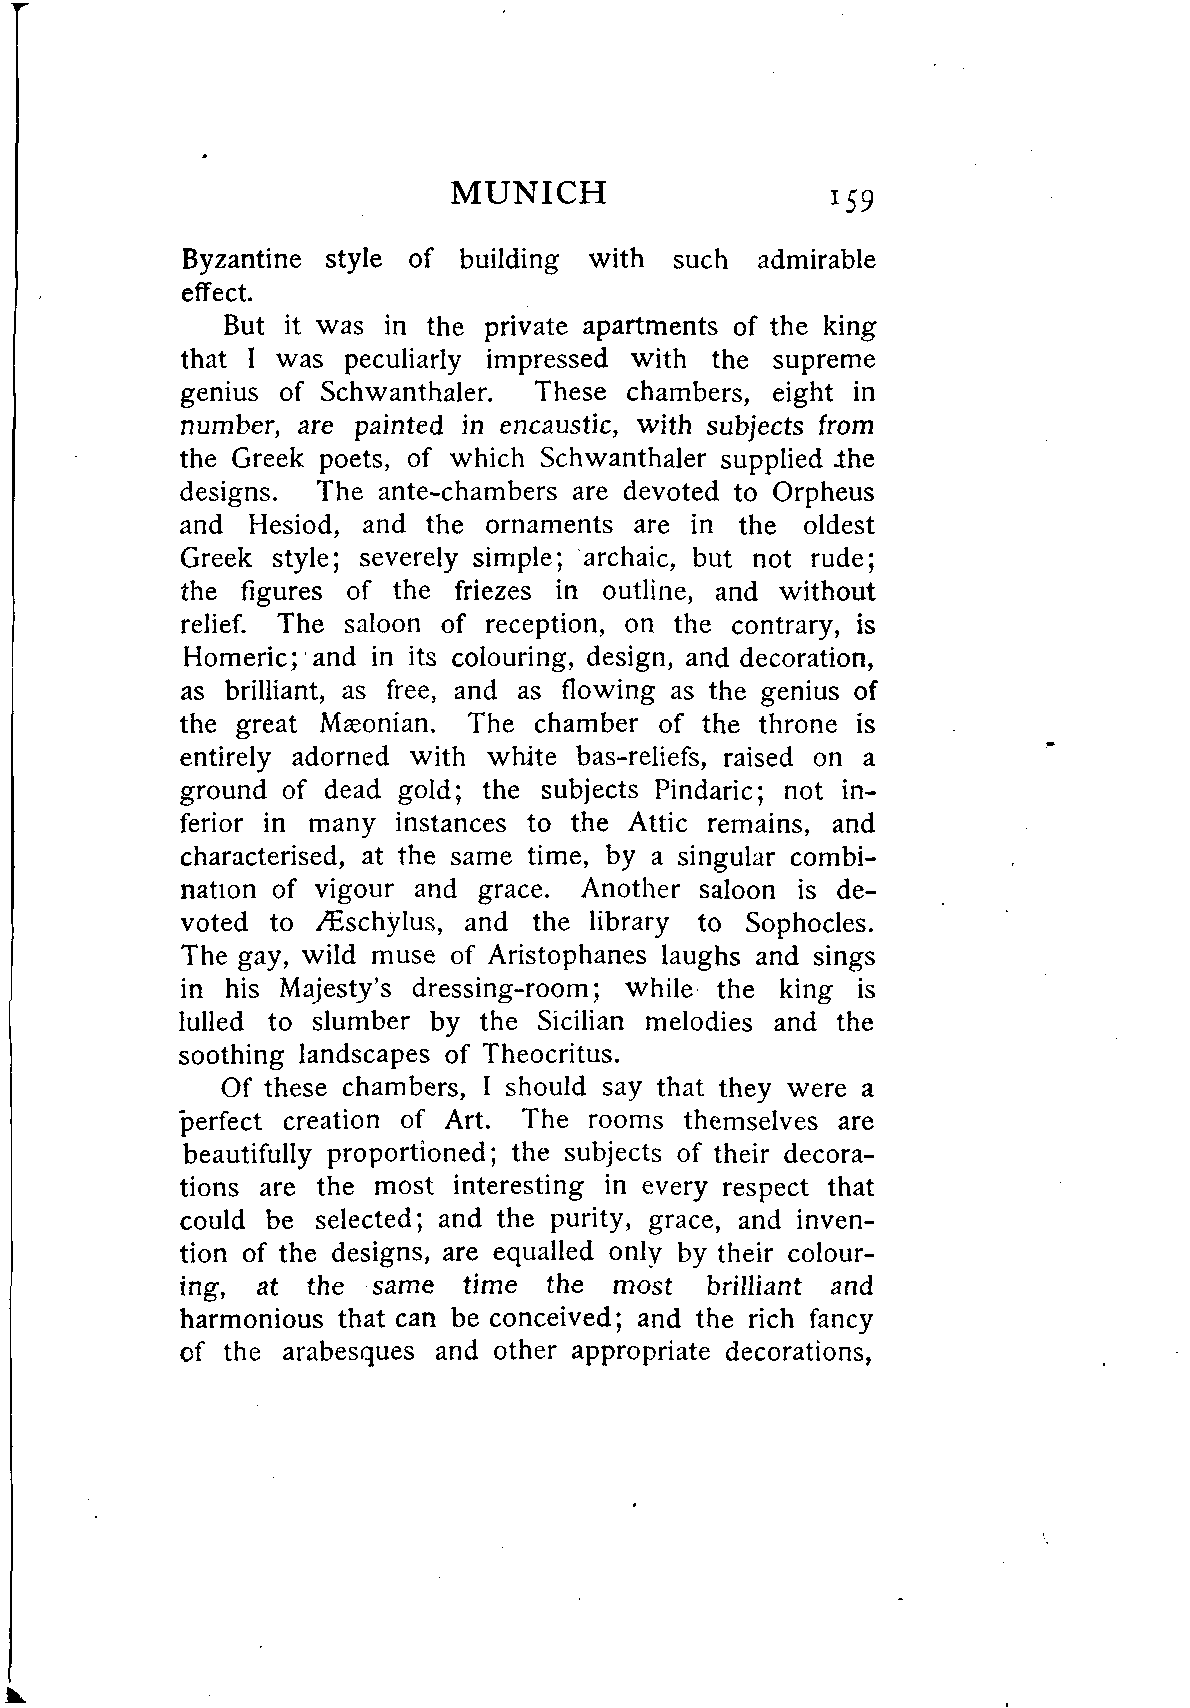 MUNICH 159
Byzantine style of building with such admirable
effect.
But it was in the private apartments of the king
that I was peculiarly impressed with the supreme
genius of Schwanthaler. These chambers, eight in
number, are painted in encaustic, with subjects from
the Greek poets, of which Schwanthaler supplied the
designs. The ante-chambers are devoted to Orpheus
and Hesiod, and the ornaments are in the oldest
Greek style; severely simple; archaic, but not rude;
the figures of the friezes in outline, and without
relief. The saloon of reception, on the contrary, is
Homeric; and in its colouring, design, and decoration,
as brilliant, as free, and as flowing as the genius of
the great Mæonian. The chamber of the throne is
entirely adorned with white bas-reliefs, raised on a
ground of dead gold; the subjects Pindaric; not in-
ferior in many instances to the Attic remains, and
characterised, at the same time, by a singular combi-
nation of vigour and grace. Another saloon is de-
voted to Æschylus, and the library to Sophocles.
The gay, wild muse of Aristophanes laughs and sings
in his Majesty's dressing-room; while the king is
lulled to slumber by the Sicilian melodies and the
soothing landscapes of Theocritus.
Of these chambers, I should say that they were a
perfect creation of Art. The rooms themselves are
beautifully proportioned; the subjects of their decora-
tions are the most interesting in every respect that
could be selected; and the purity, grace, and inven-
tion of the designs, are equalled only by their colour-
ing, at the same time the most brilliant and
harmonious that can be conceived; and the rich fancy
of the arabesques and other appropriate decorations,